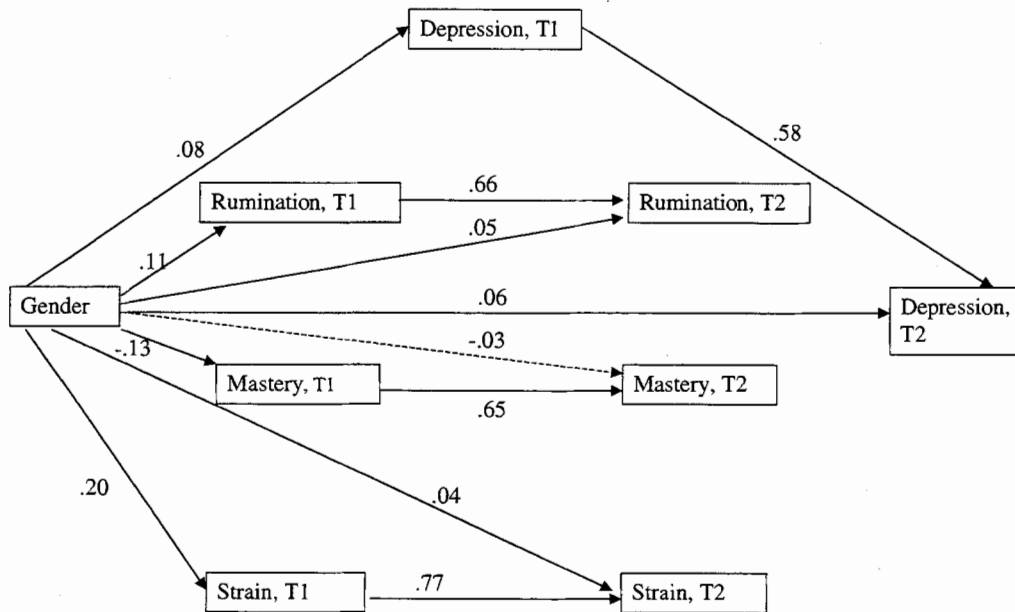 Depression, T1
.58
.08
Rumination, T1
.66
Rumination, T2
.05
.11
Gender
.06
Depression,
T2
-.13
-.03
Mastery, T1
.65
Mastery, T2
.20
.04
Strain, T1
.77
Strain, T2